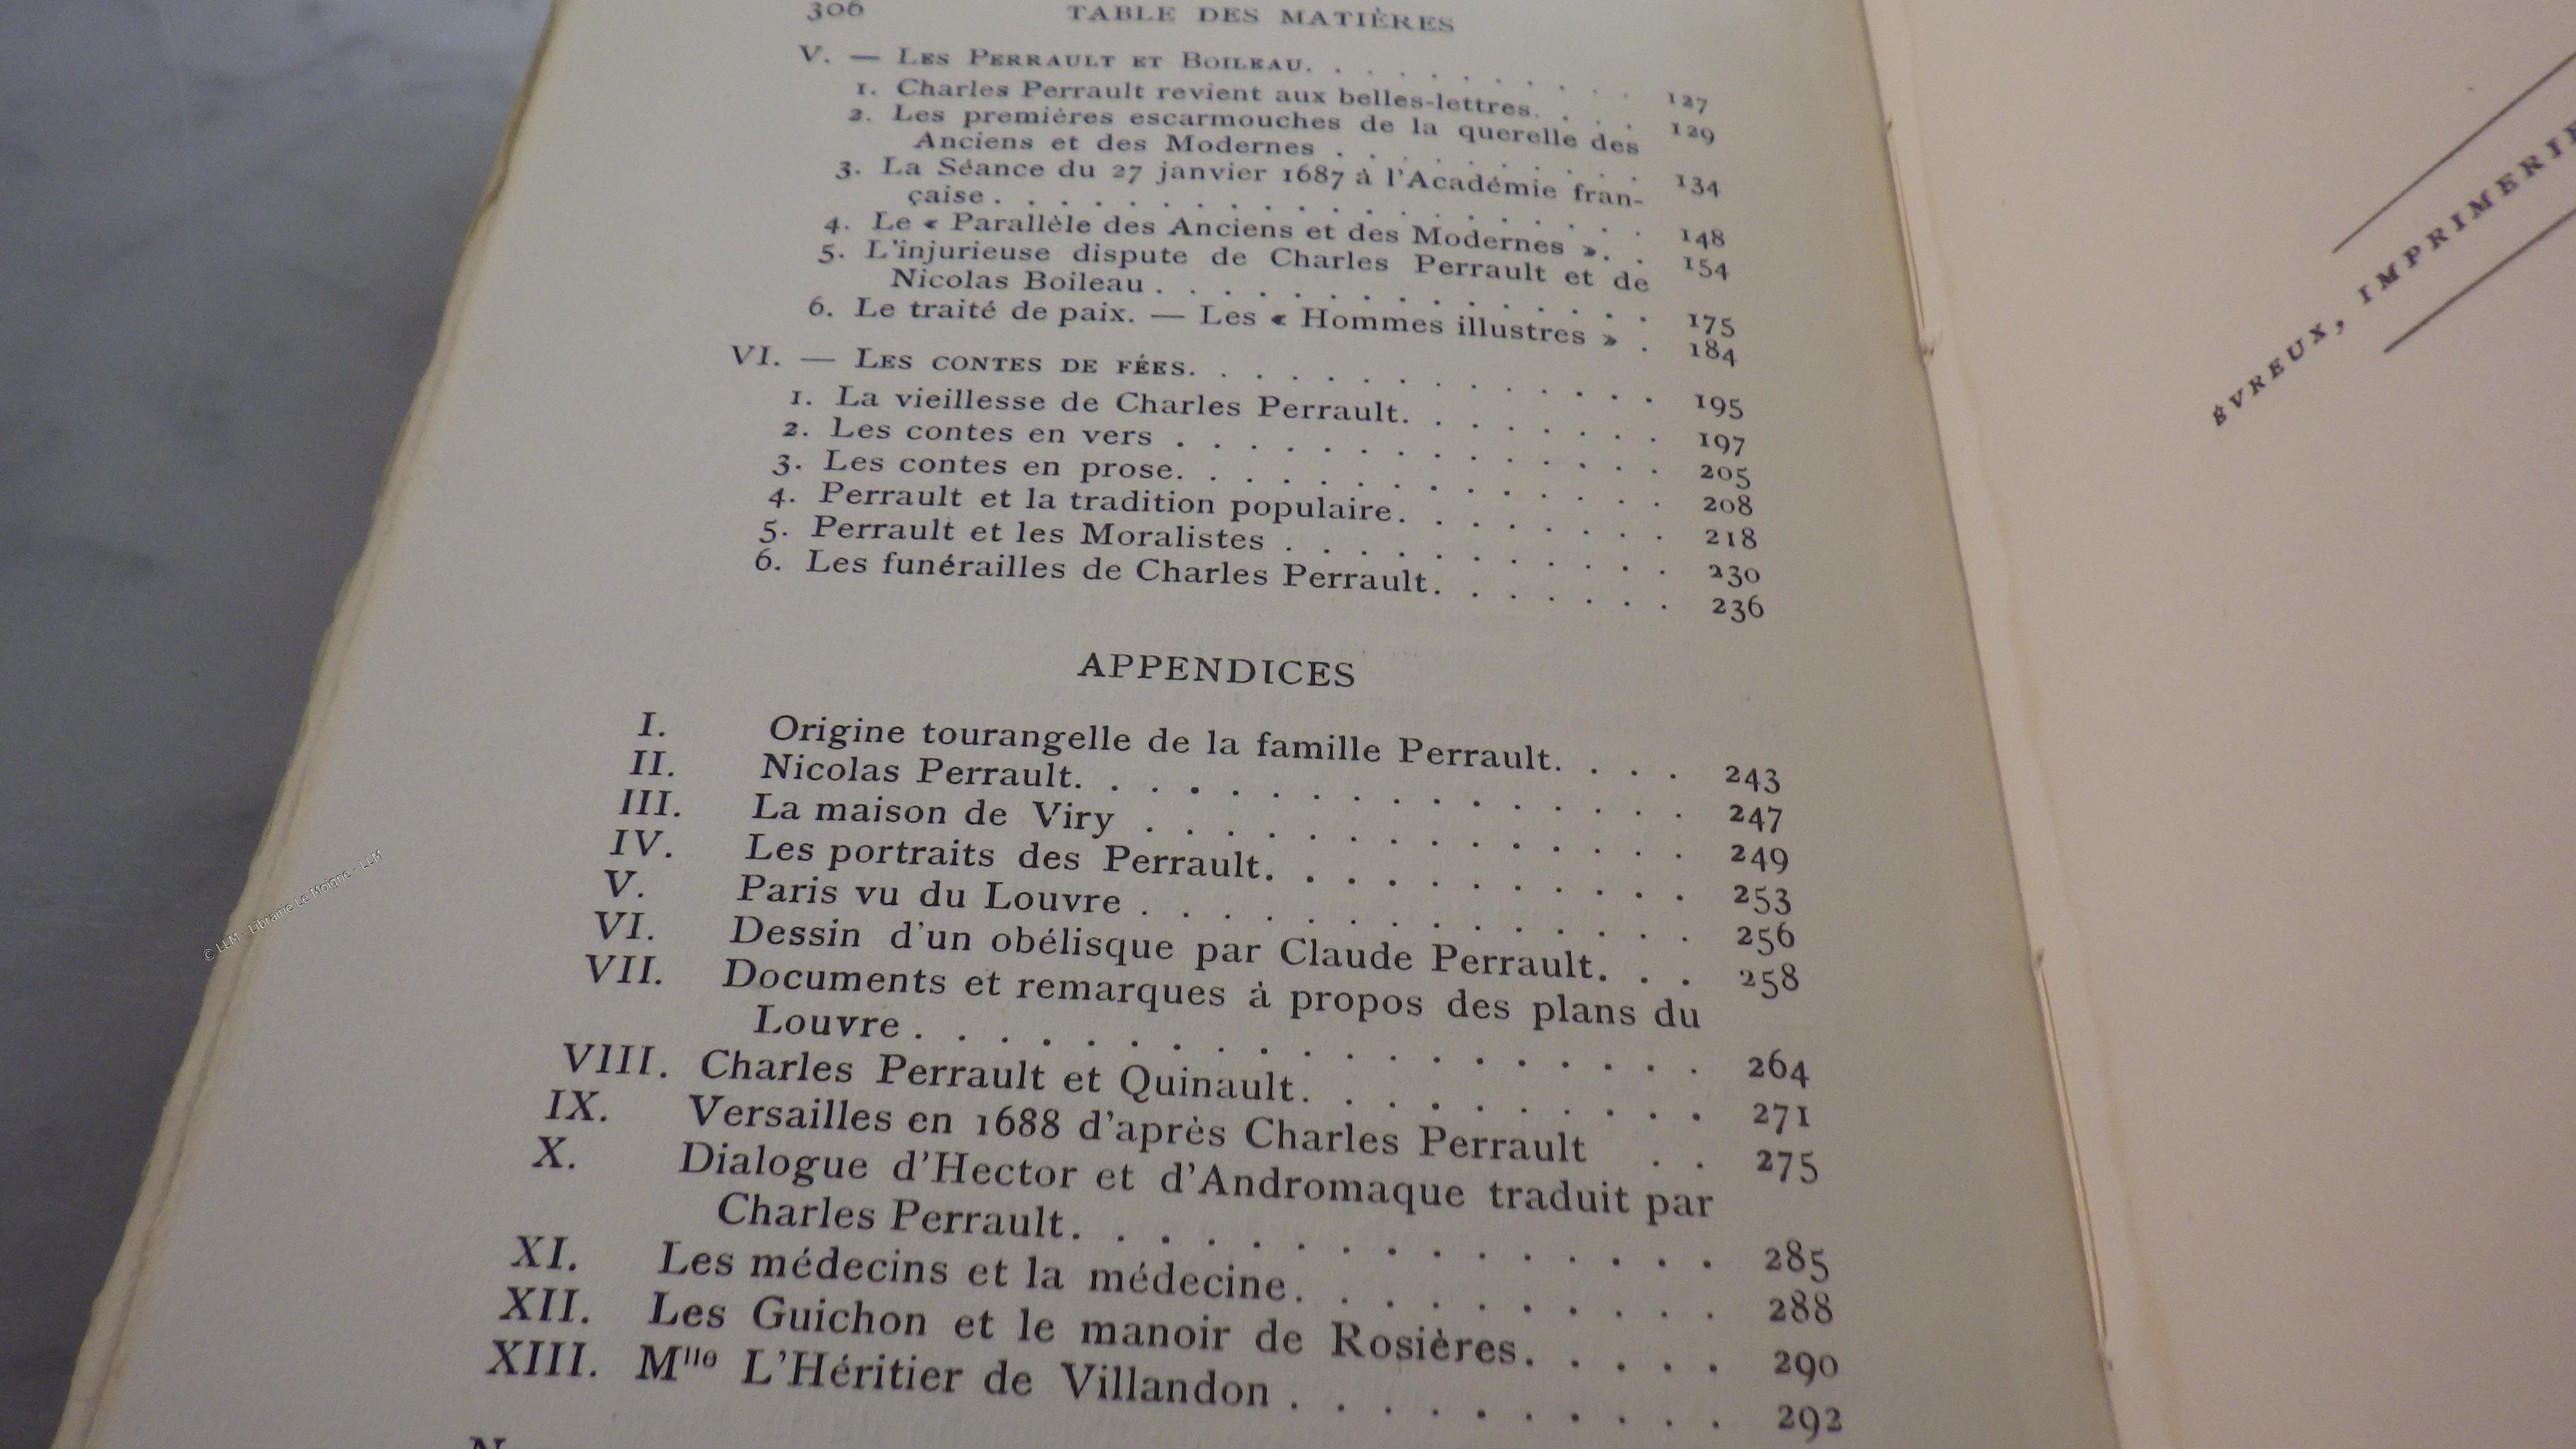 306 TABLE DES MATIÈRES
V. — LES PERRAULT ET BOILEAU. . . . . . . . . . 127
1. Charles Perrault revient aux belles-lettres. . . . 129
2. Les premières escarmouches de la querelle des
Anciens et des Modernes . . . . . . . . . . 134
3. La Séance du 27 janvier 1687 à l'Académie fran-
çaise . . . . . . . . . . . . . . . . 148
4. Le « Parallèle des Anciens et des Modernes ». . . 154
5. L'injurieuse dispute de Charles Perrault et de
Nicolas Boileau . . . . . . . . . . . . . 175
6. Le traité de paix. — Les « Hommes illustres » . 184
VI. — LES CONTES DE FÉES. . . . . . . . . . . . . 195
1. La vieillesse de Charles Perrault. . . . . . . . 197
2. Les contes en vers . . . . . . . . . . . . . 205
3. Les contes en prose. . . . . . . . . . . . . 208
4. Perrault et la tradition populaire. . . . . . . . 218
5. Perrault et les Moralistes . . . . . . . . . . . 230
6. Les funérailles de Charles Perrault. . . . . . . 236
APPENDICES
I. Origine tourangelle de la famille Perrault. . . . 243
II. Nicolas Perrault. . . . . . . . . . . . . . . . 247
III. La maison de Viry . . . . . . . . . . . . . . 249
IV. Les portraits des Perrault. . . . . . . . . . . 253
V. Paris vu du Louvre . . . . . . . . . . . . . . 256
VI. Dessin d'un obélisque par Claude Perrault. . . 258
VII. Documents et remarques à propos des plans du
Louvre . . . . . . . . . . . . . . . . . . . 264
VIII. Charles Perrault et Quinault. . . . . . . . . . 271
IX. Versailles en 1688 d'après Charles Perrault . . 275
X. Dialogue d'Hector et d'Andromaque traduit par
Charles Perrault. . . . . . . . . . . . . . . 285
XI. Les médecins et la médecine. . . . . . . . . . 288
XII. Les Guichon et le manoir de Rosières. . . . . 290
XIII. Mlle L'Héritier de Villandon . . . . . . . . . . 292
ÉVREUX, IMPRIMERIE
© LLM - Librairie Le Moigne - LLM